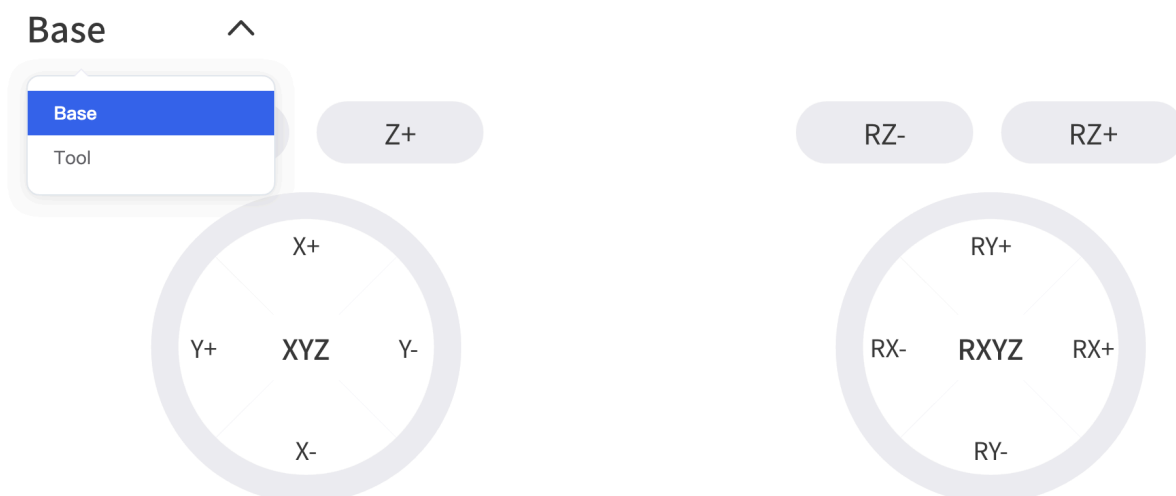 Base
Base
Tool
Z+
RZ-
RZ+
X+
Y+
XYZ
Y-
X-
RY+
RX-
RXYZ
RX+
RY-